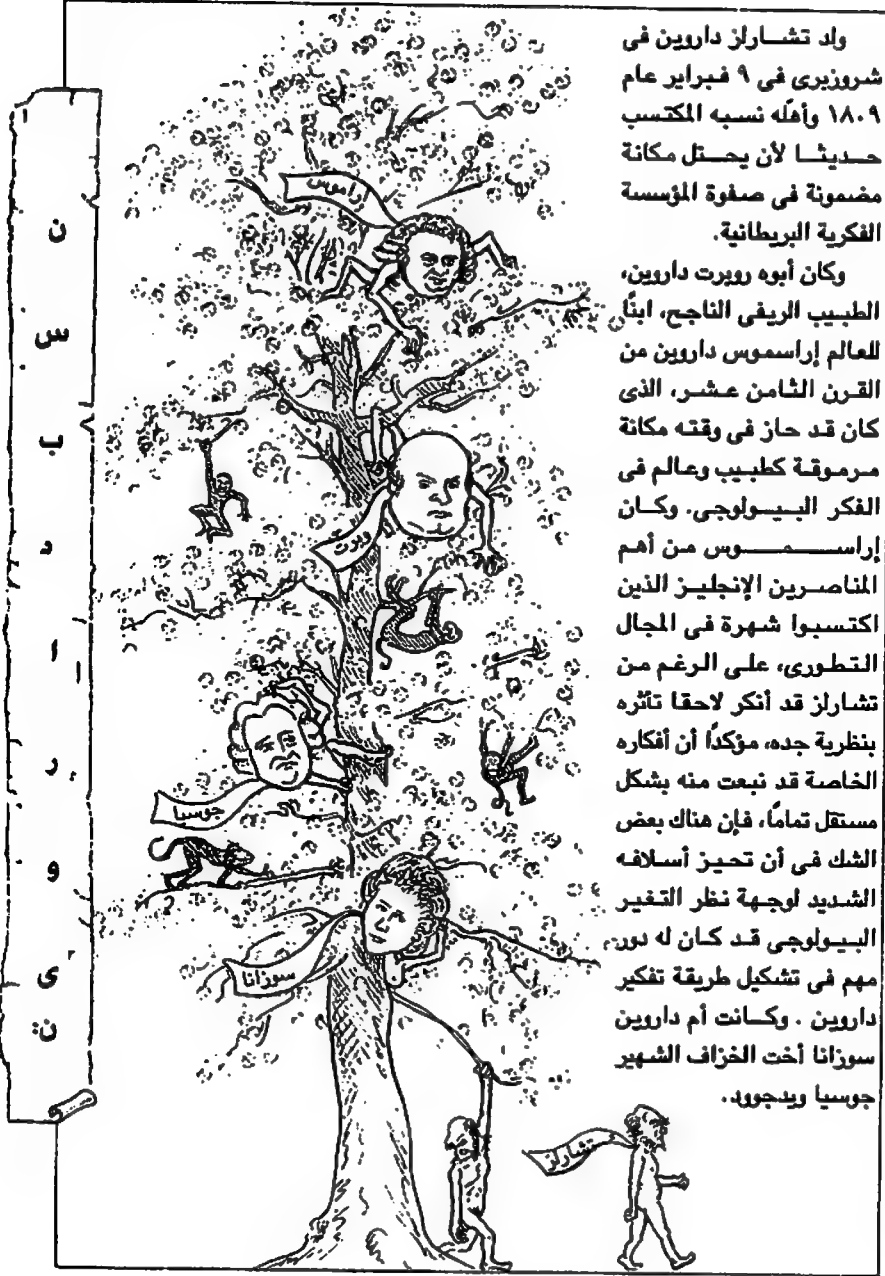 ولد تشـارلز داروين فى
شروزبرى فى ٩ فبراير عام
١٨٠٩ وأهلّه نسبه المكتسب
حديثا لأن يحتل مكانة
مضمونة فى صفوة المؤسسة
الفكرية البريطانية.
وكان أبوه روبرت داروين،
الطبيب الريفى الناجح، ابنًا
للعالم إراسموس داروين من
القرن الثامن عشر، الذى
كان قد حاز فى وقته مكانة
مرموقة كطبيب وعالم فى
الفكر البيولوجى. وكان
إراسمـوس من أهم
المناصرين الإنجليز الذين
اكتسبوا شهرة فى المجال
التطورى، على الرغم من
تشارلز قد أنكر لاحقا تأثره
بنظرية جده، مؤكدًا أن أفكاره
الخاصة قد نبعت منه بشكل
مستقل تمامًا، فإن هناك بعض
الشك فى أن تحيز أسلافه
الشديد لوجهة نظر التغير
البيولوجى قد كان له دور
مهم فى تشكيل طريقة تفكير
داروين . وكانت أم داروين
سوزانا أخت الخزاف الشهير
جوسيا ويدجوود.
ن
س
ب
د
ا
ر
و
ى
ن:
راموس
وبرت
جوسيا
سوزانا
تشارلز